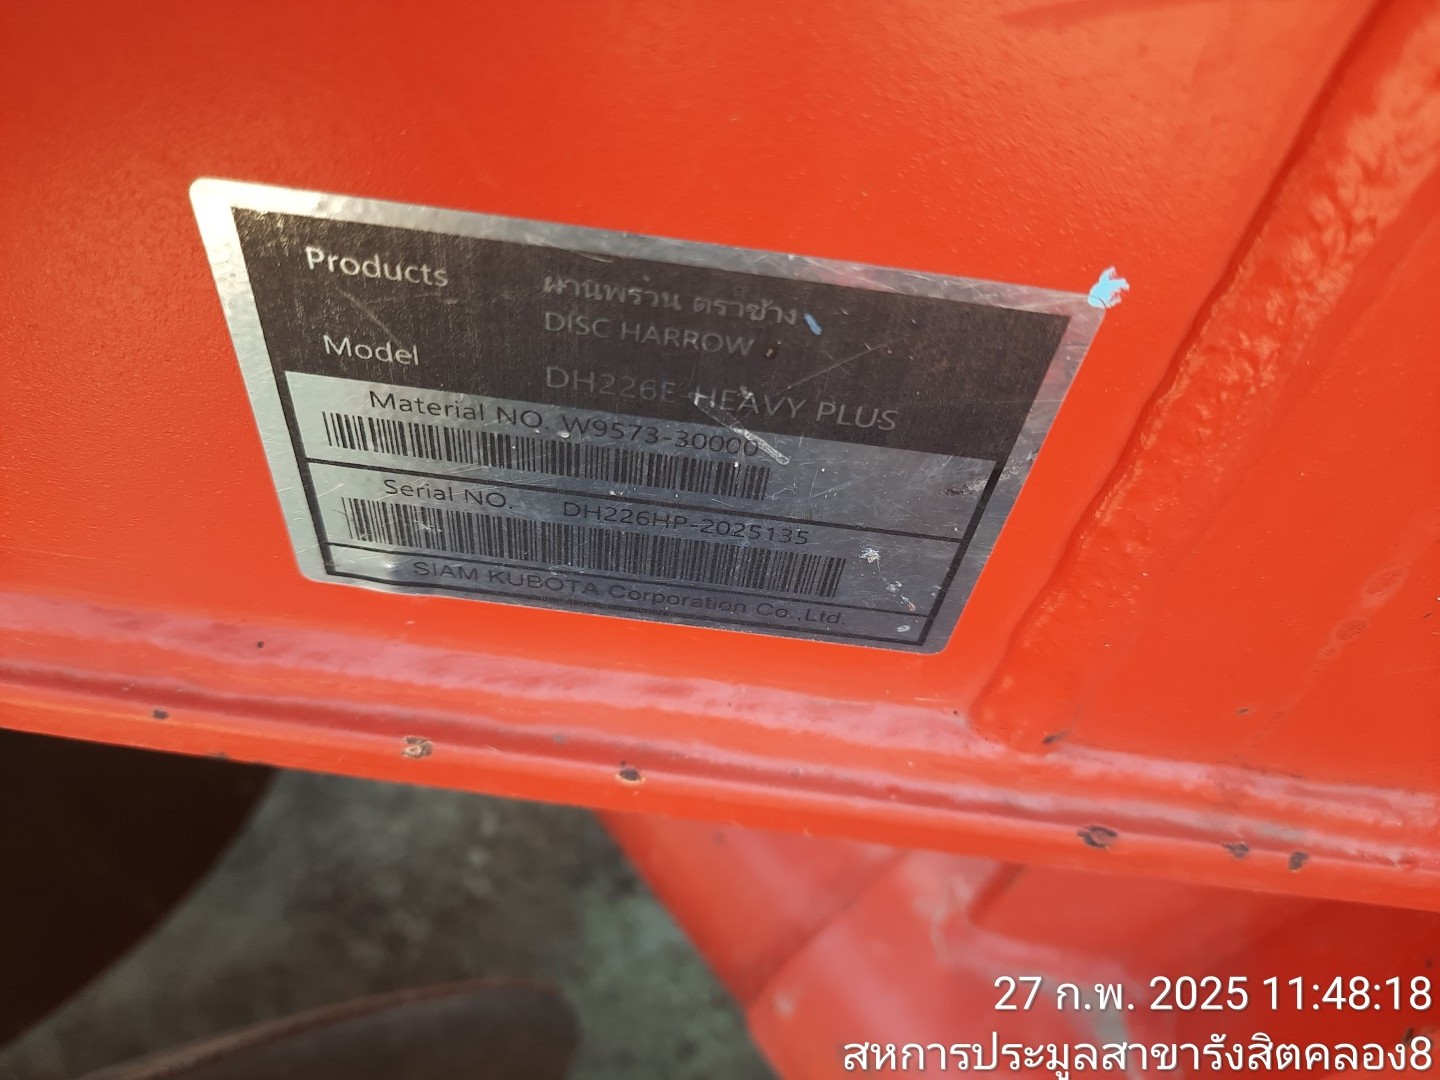 Products ผานพรวน ตราช้าง
DISC HARROW
Model DH226E-HEAVY PLUS
Material NO. W9573-30000
Serial NO. DH226HP-2025135
SIAM KUBOTA Corporation Co.,Ltd.
27 ก.พ. 2025 11:48:18
สหการประมูลสาขารังสิตคลอง8